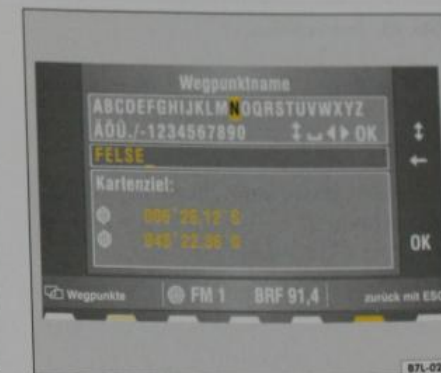 Wegpunktname
ABCDEFGHIJKLMNOPQRSTUVWXYZ
ÄÖÜ./-1234567890 OK
FELSE_
Kartenziel:
OK
Wegpunkte FM 1 BRF 91,4 zurück mit ESC